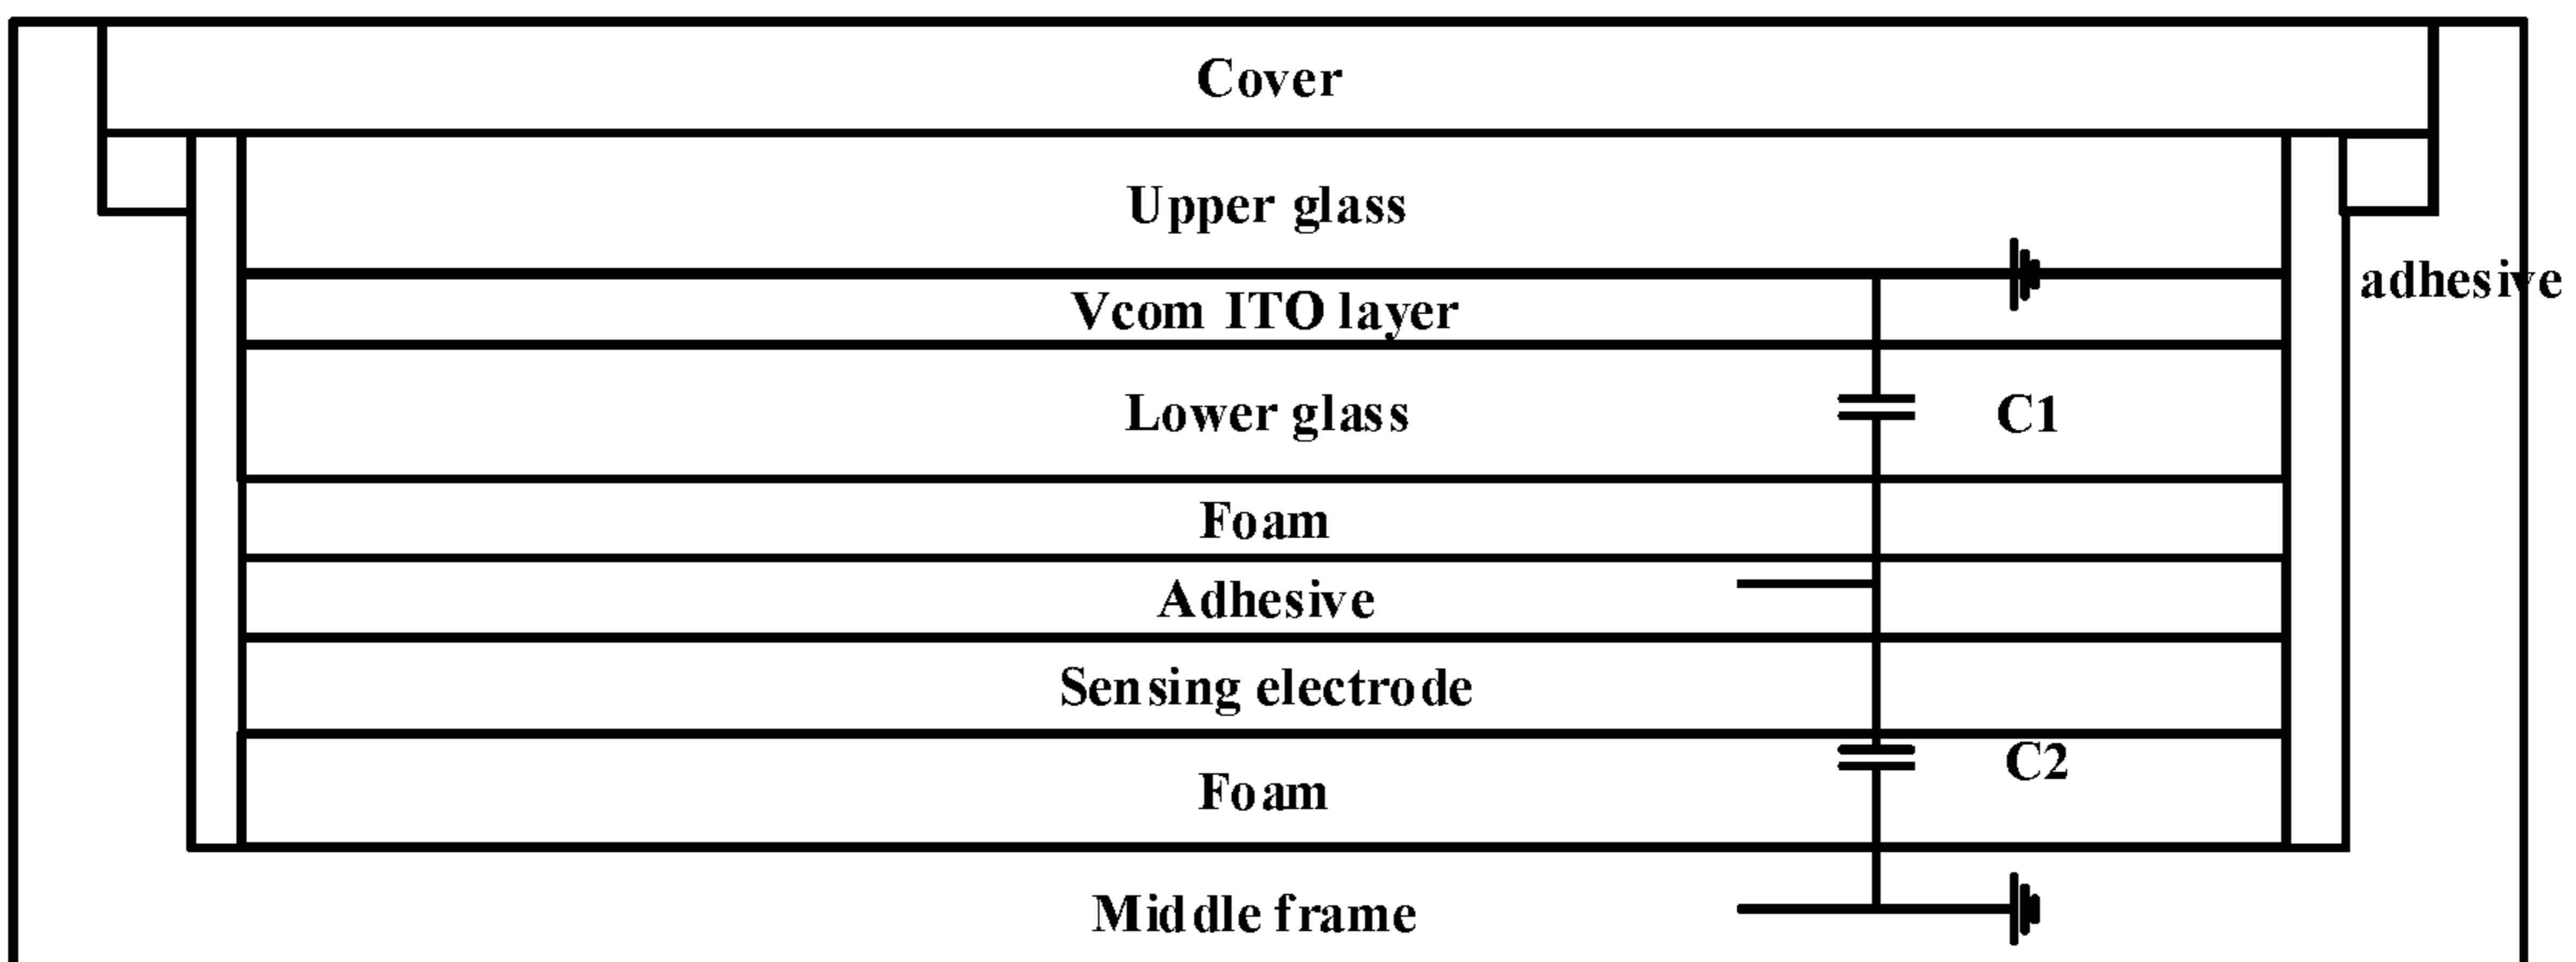 Cover
Upper glass
adhesive
Vcom ITO layer
Lower glass
C1
Foam
Adhesive
Sensing electrode
C2
Foam
Middle frame